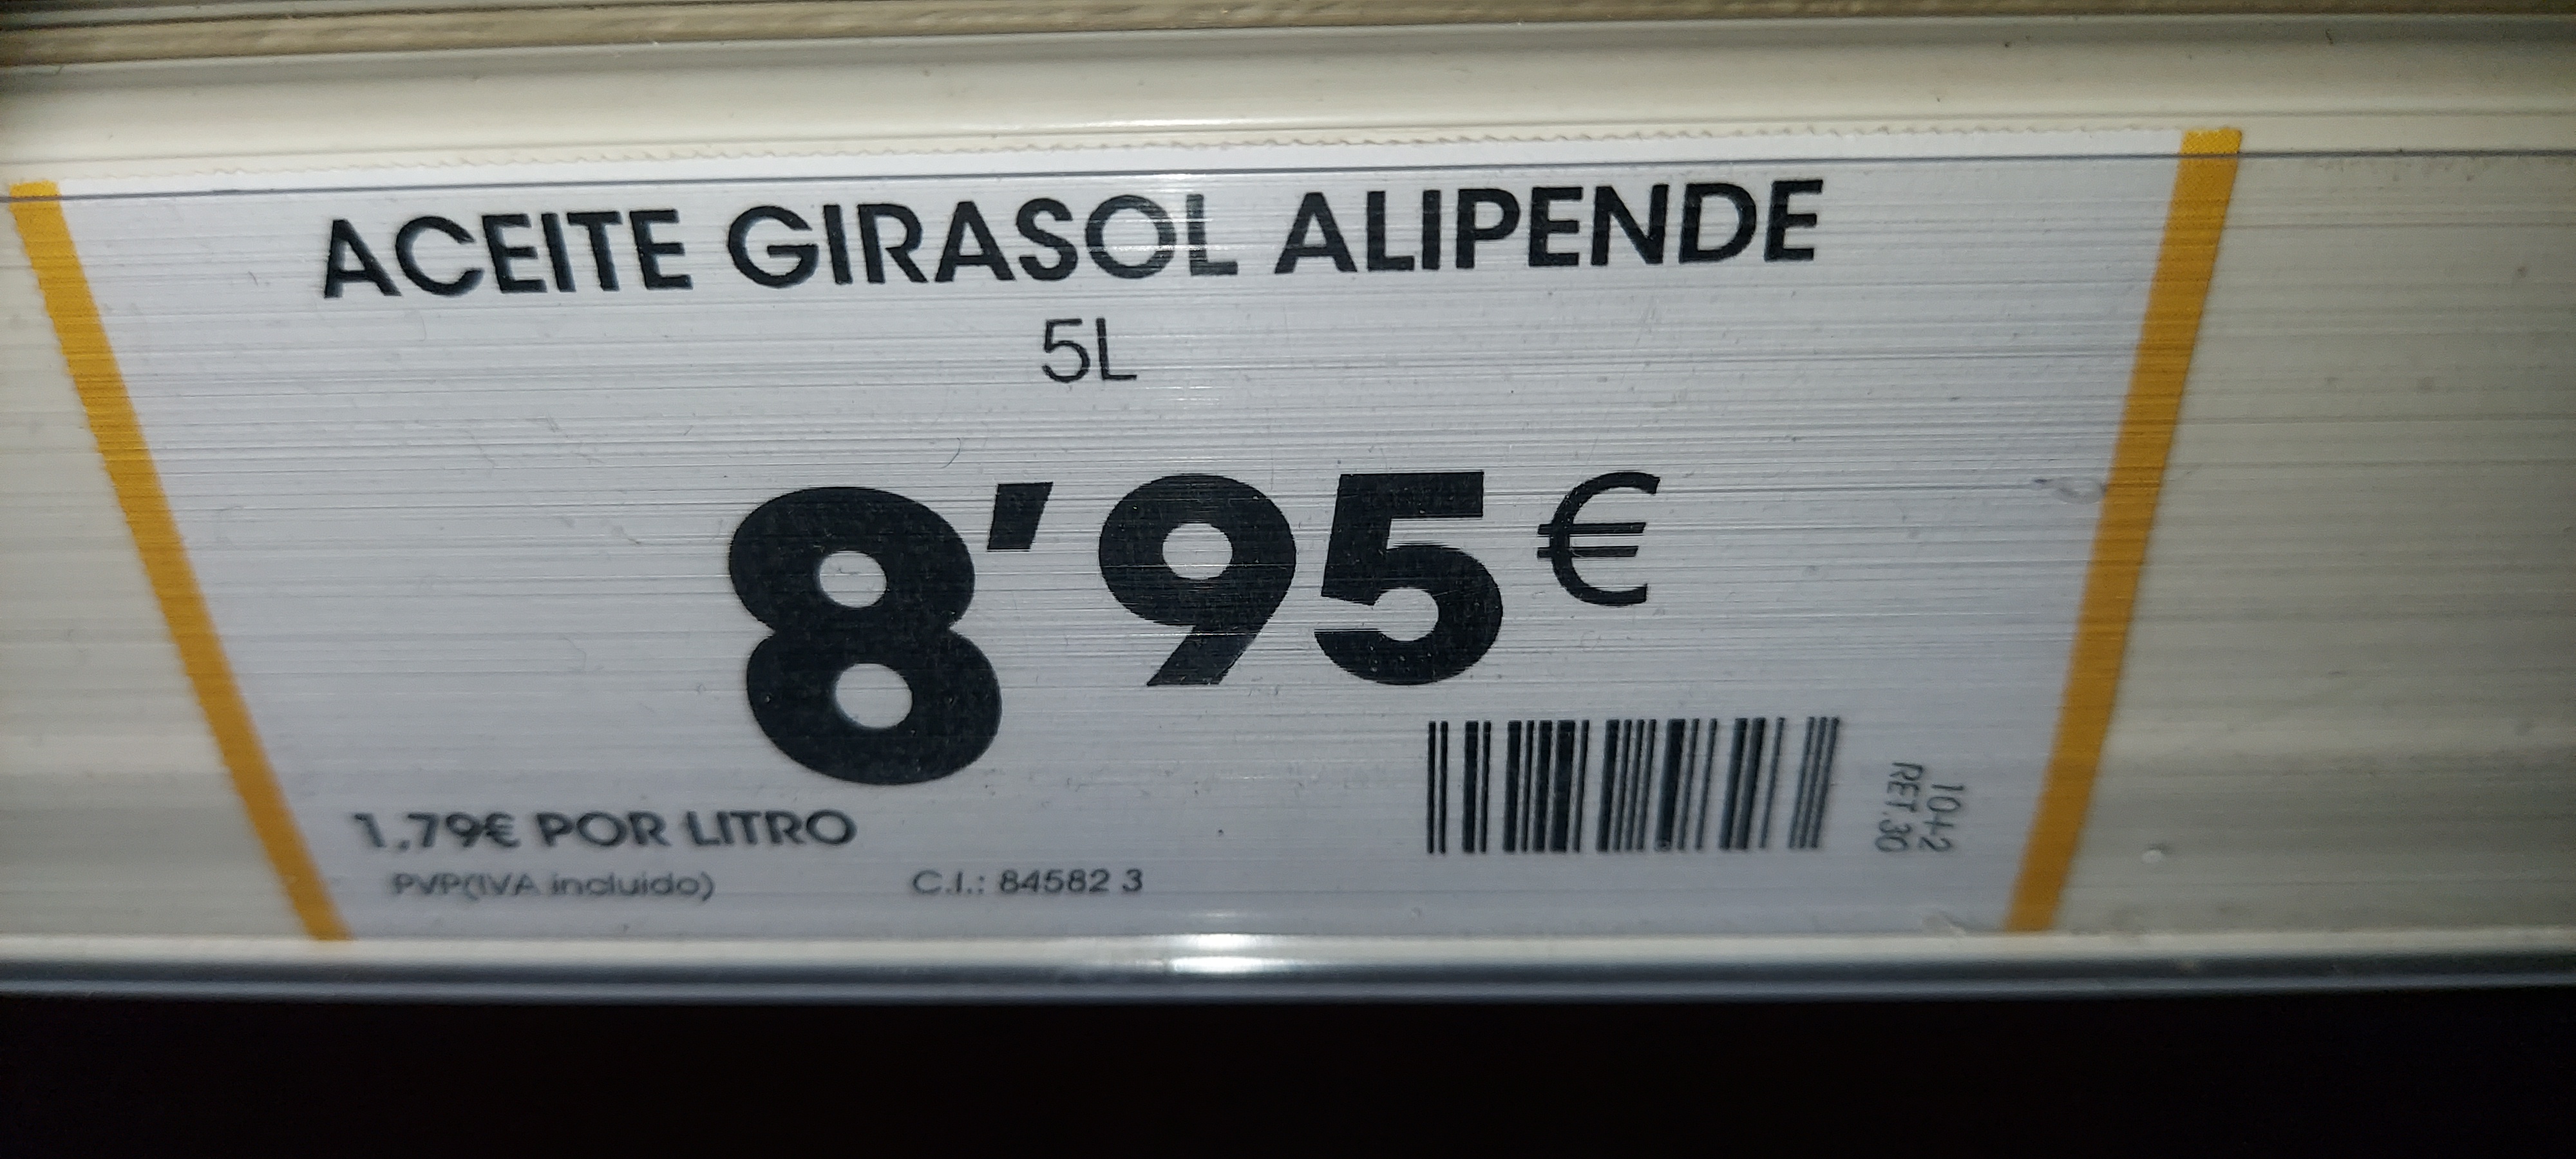 ACEITE GIRASOL ALIPENDE
5L
8'95€
1,79€ POR LITRO
PVP(IVA incluido)
C.I.: 84582 3
10+2
RET.30